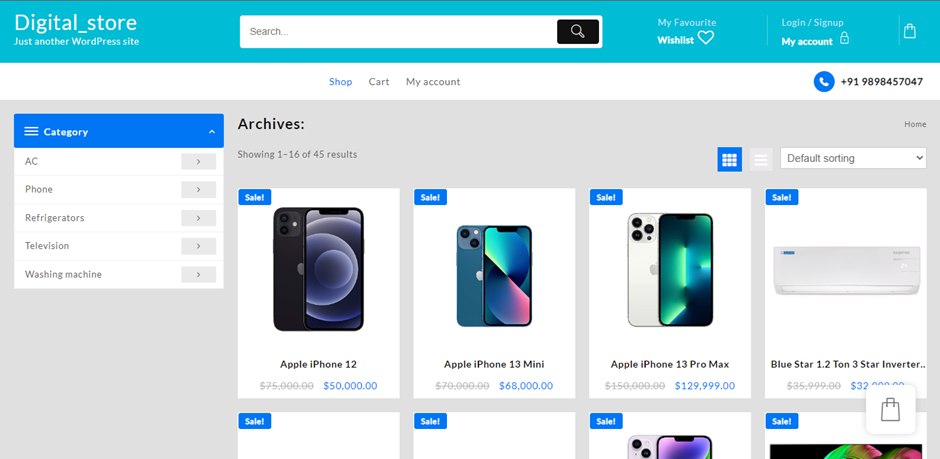 Digital_store
Just another WordPress site
Search...
My Favourite
Wishlist
Login / Signup
My account
Shop
Cart
My account
+91 9898457047
Category
AC
Phone
Refrigerators
Television
Washing machine
Archives:
Home
Showing 1–16 of 45 results
Default sorting
Sale!
Sale!
Sale!
Sale!
Apple iPhone 12
$75,000.00 $50,000.00
Apple iPhone 13 Mini
$70,000.00 $68,000.00
Apple iPhone 13 Pro Max
$150,000.00 $129,999.00
Blue Star 1.2 Ton 3 Star Inverter..
$35,999.00
Sale!
Sale!
Sale!
Sale!